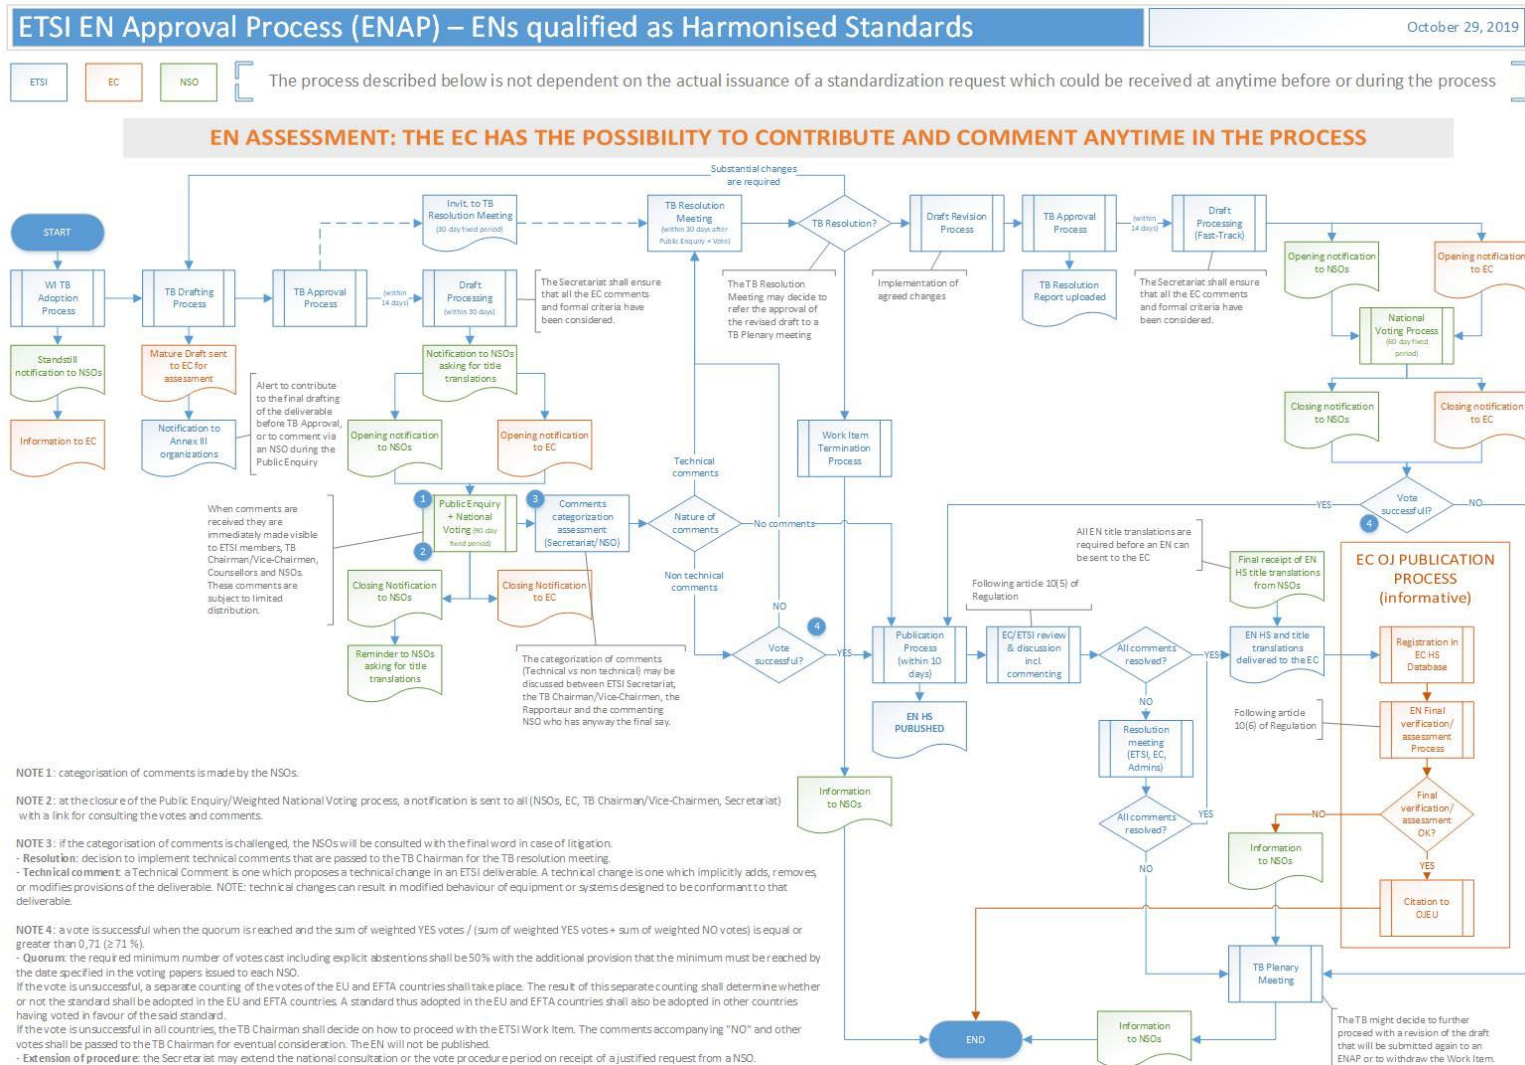 ETSI EN Approval Process (ENAP) – ENs qualified as Harmonised Standards
October 29, 2019
ETSI
EC
NSO
The process described below is not dependent on the actual issuance of a standardization request which could be received at anytime before or during the process
EN ASSESSMENT: THE EC HAS THE POSSIBILITY TO CONTRIBUTE AND COMMENT ANYTIME IN THE PROCESS
Substantial changes
are required
START
Invit. to TB
Resolution Meeting
(30 day fixed period)
TB Resolution
Meeting
(within 30 days after
Public Enquiry + Vote)
TB Resolution?
Draft Revision
Process
TB Approval
Process
(within
14 days)
Draft
Processing
(Fast-Track)
WI TB
Adoption
Process
TB Drafting
Process
TB Approval
Process
(within
14 days)
Draft
Processing
(within 30 days)
The Secretariat shall ensure
that all the EC comments
and formal criteria have
been considered.
The TB Resolution
Meeting may decide to
refer the approval of
the revised draft to a
TB Plenary meeting
Implementation of
agreed changes
TB Resolution
Report uploaded
The Secretariat shall ensure
that all the EC comments
and formal criteria have
been considered.
Opening notification
to NSOs
Opening notification
to EC
National
Voting Process
(60 day fixed
period)
Standstill
notification to NSOs
Mature Draft sent
to EC for
assessment
Notification to NSOs
asking for title
translations
Alert to contribute
to the final drafting
of the deliverable
before TB Approval,
or to comment via
an NSO during the
Public Enquiry
Information to EC
Notification to
Annex III
organizations
Opening notification
to NSOs
Opening notification
to EC
Work Item
Termination
Process
Closing notification
to NSOs
Closing notification
to EC
Technical
comments
When comments are
received they are
immediately made visible
to ETSI members, TB
Chairman/Vice-Chairmen,
Counsellors and NSOs.
These comments are
subject to limited
distribution.
1
Public Enquiry
+ National
Voting (90 day
fixed period)
2
3
Comments
categorization
assessment
(Secretariat/NSO)
Nature of
comments
No comments
YES
Vote
successful?
NO
4
Non technical
comments
Closing Notification
to NSOs
Closing Notification
to EC
NO
Following article 10(5) of
Regulation
All EN title translations are
required before an EN can
be sent to the EC
Final receipt of EN
HS title translations
from NSOs
EC OJ PUBLICATION
PROCESS
(informative)
4
Vote
successful?
YES
Publication
Process
(within 10
days)
EC/ETSI review
& discussion
incl.
commenting
All comments
resolved?
YES
EN HS and title
translations
delivered to the EC
Registration in
EC HS
Database
Reminder to NSOs
asking for title
translations
The categorization of comments
(Technical vs non technical) may be
discussed between ETSI Secretariat,
the TB Chairman/Vice-Chairmen, the
Rapporteur and the commenting
NSO who has anyway the final say.
NO
EN HS
PUBLISHED
Resolution
meeting
(ETSI, EC,
Admins)
Following article
10(6) of Regulation
EN Final
verification/
assessment
Process
NOTE 1: categorisation of comments is made by the NSOs.
NOTE 2: at the closure of the Public Enquiry/Weighted National Voting process, a notification is sent to all (NSOs, EC, TB Chairman/Vice-Chairmen, Secretariat)
with a link for consulting the votes and comments.
Information
to NSOs
All comments
resolved?
YES
NO
Final
verification/
assessment
OK?
NO
YES
Information
to NSOs
Citation to
OJEU
NOTE 3: if the categorisation of comments is challenged, the NSOs will be consulted with the final word in case of litigation.
- Resolution: decision to implement technical comments that are passed to the TB Chairman for the TB resolution meeting.
- Technical comment: a Technical Comment is one which proposes a technical change in an ETSI deliverable. A technical change is one which implicitly adds, removes,
or modifies provisions of the deliverable. NOTE: technical changes can result in modified behaviour of equipment or systems designed to be conformant to that
deliverable.
NOTE 4: a vote is successful when the quorum is reached and the sum of weighted YES votes / (sum of weighted YES votes + sum of weighted NO votes) is equal or
greater than 0,71 (≥ 71 %).
- Quorum: the required minimum number of votes cast including explicit abstentions shall be 50% with the additional provision that the minimum must be reached by
the date specified in the voting papers issued to each NSO.
If the vote is unsuccessful, a separate counting of the votes of the EU and EFTA countries shall take place. The result of this separate counting shall determine whether
or not the standard shall be adopted in the EU and EFTA countries. A standard thus adopted in the EU and EFTA countries shall also be adopted in other countries
having voted in favour of the said standard.
If the vote is unsuccessful in all countries, the TB Chairman shall decide on how to proceed with the ETSI Work Item. The comments accompanying "NO" and other
votes shall be passed to the TB Chairman for eventual consideration. The EN will not be published.
- Extension of procedure: the Secretariat may extend the national consultation or the vote procedure period on receipt of a justified request from a NSO.
TB Plenary
Meeting
END
Information
to NSOs
The TB might decide to further
proceed with a revision of the draft
that will be submitted again to an
ENAP or to withdraw the Work Item.